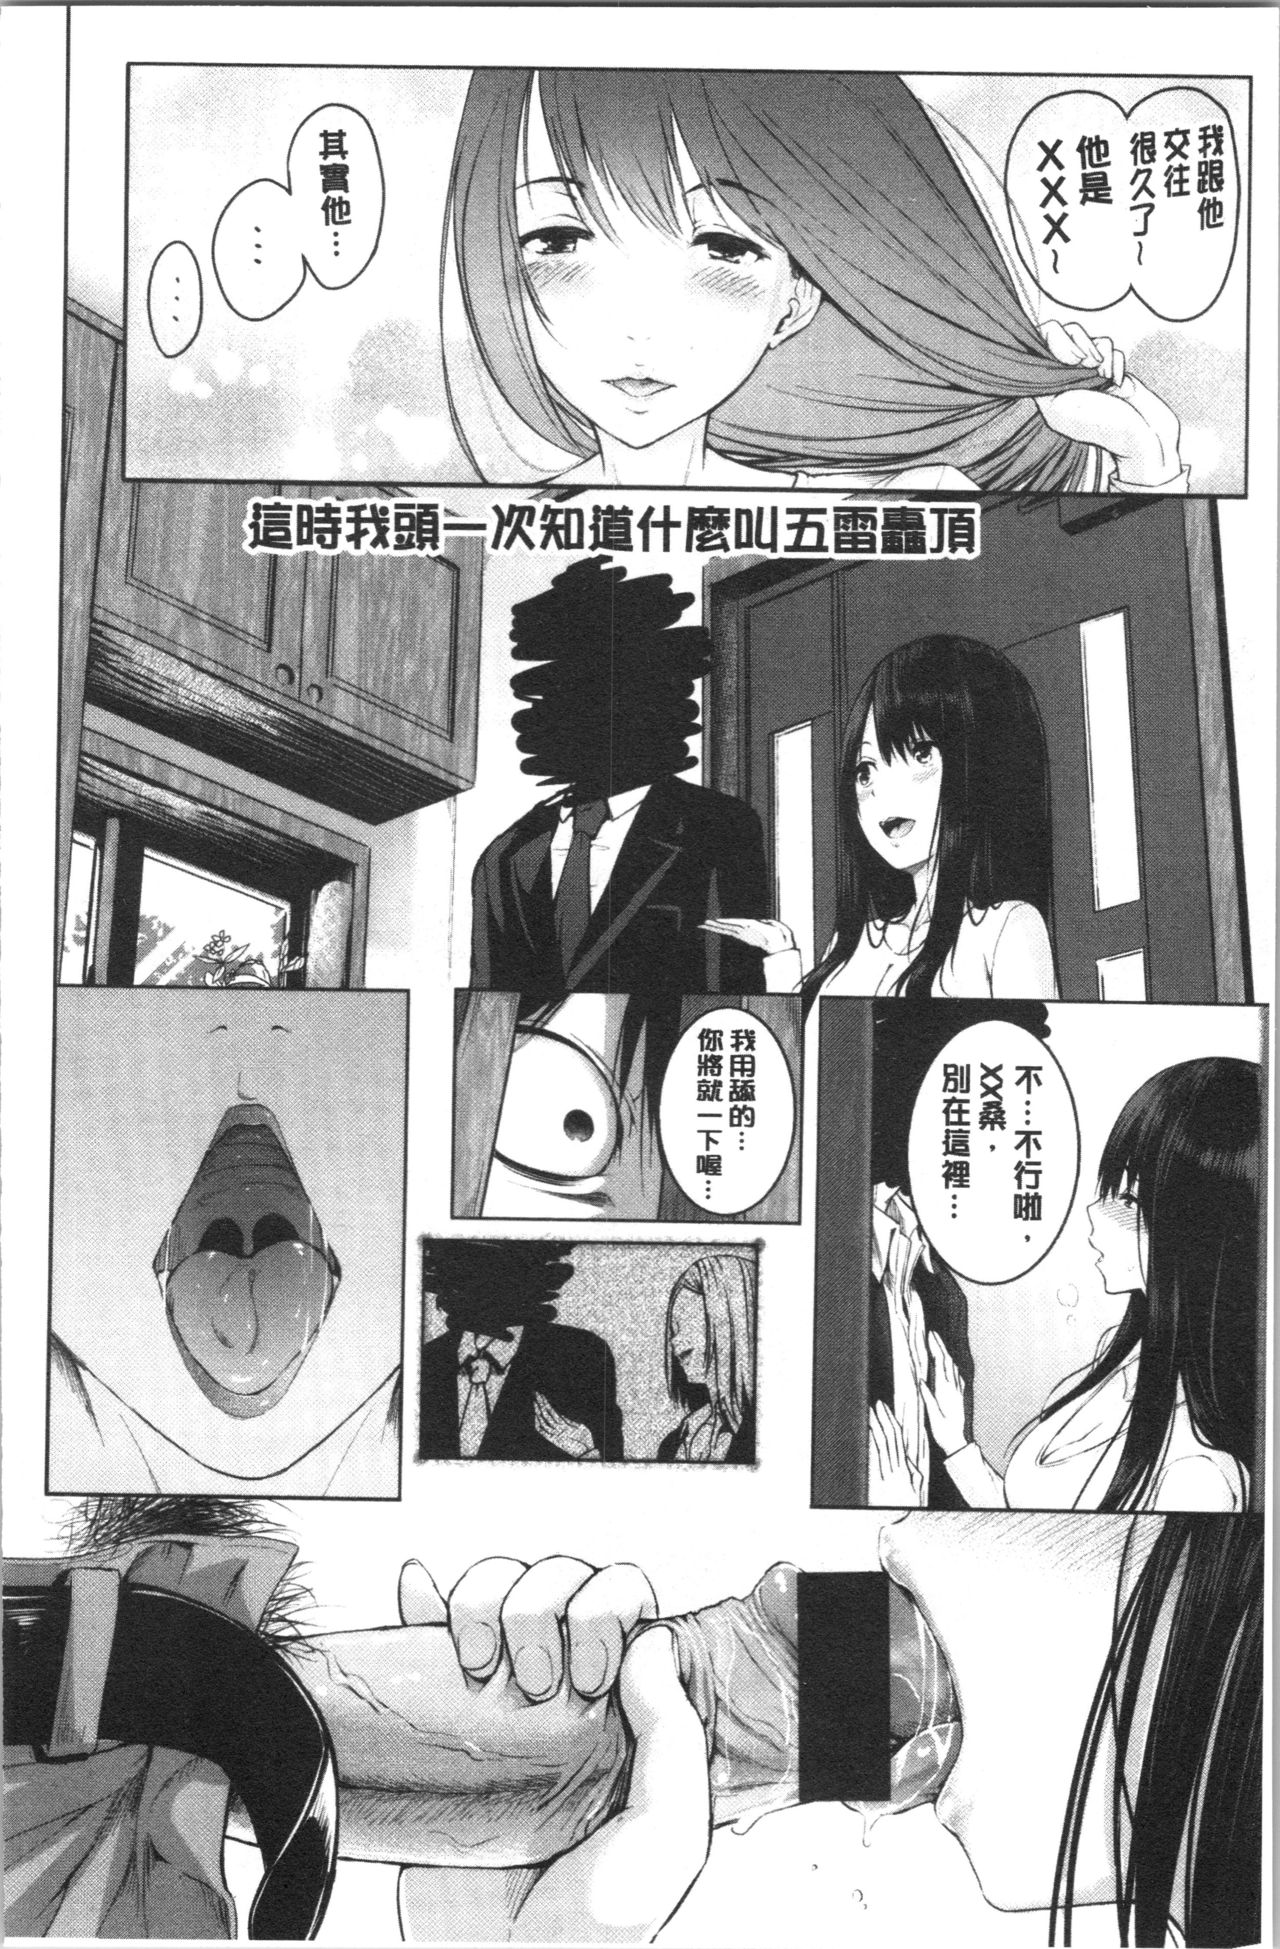 我跟他
交往
很久了~
他是
XXX~
其實他…
…
…
這時我頭一次知道什麼叫五雷轟頂
不…不行啦，
XX桑，
別在這裡…
我用舔的…
你將就一下喔…